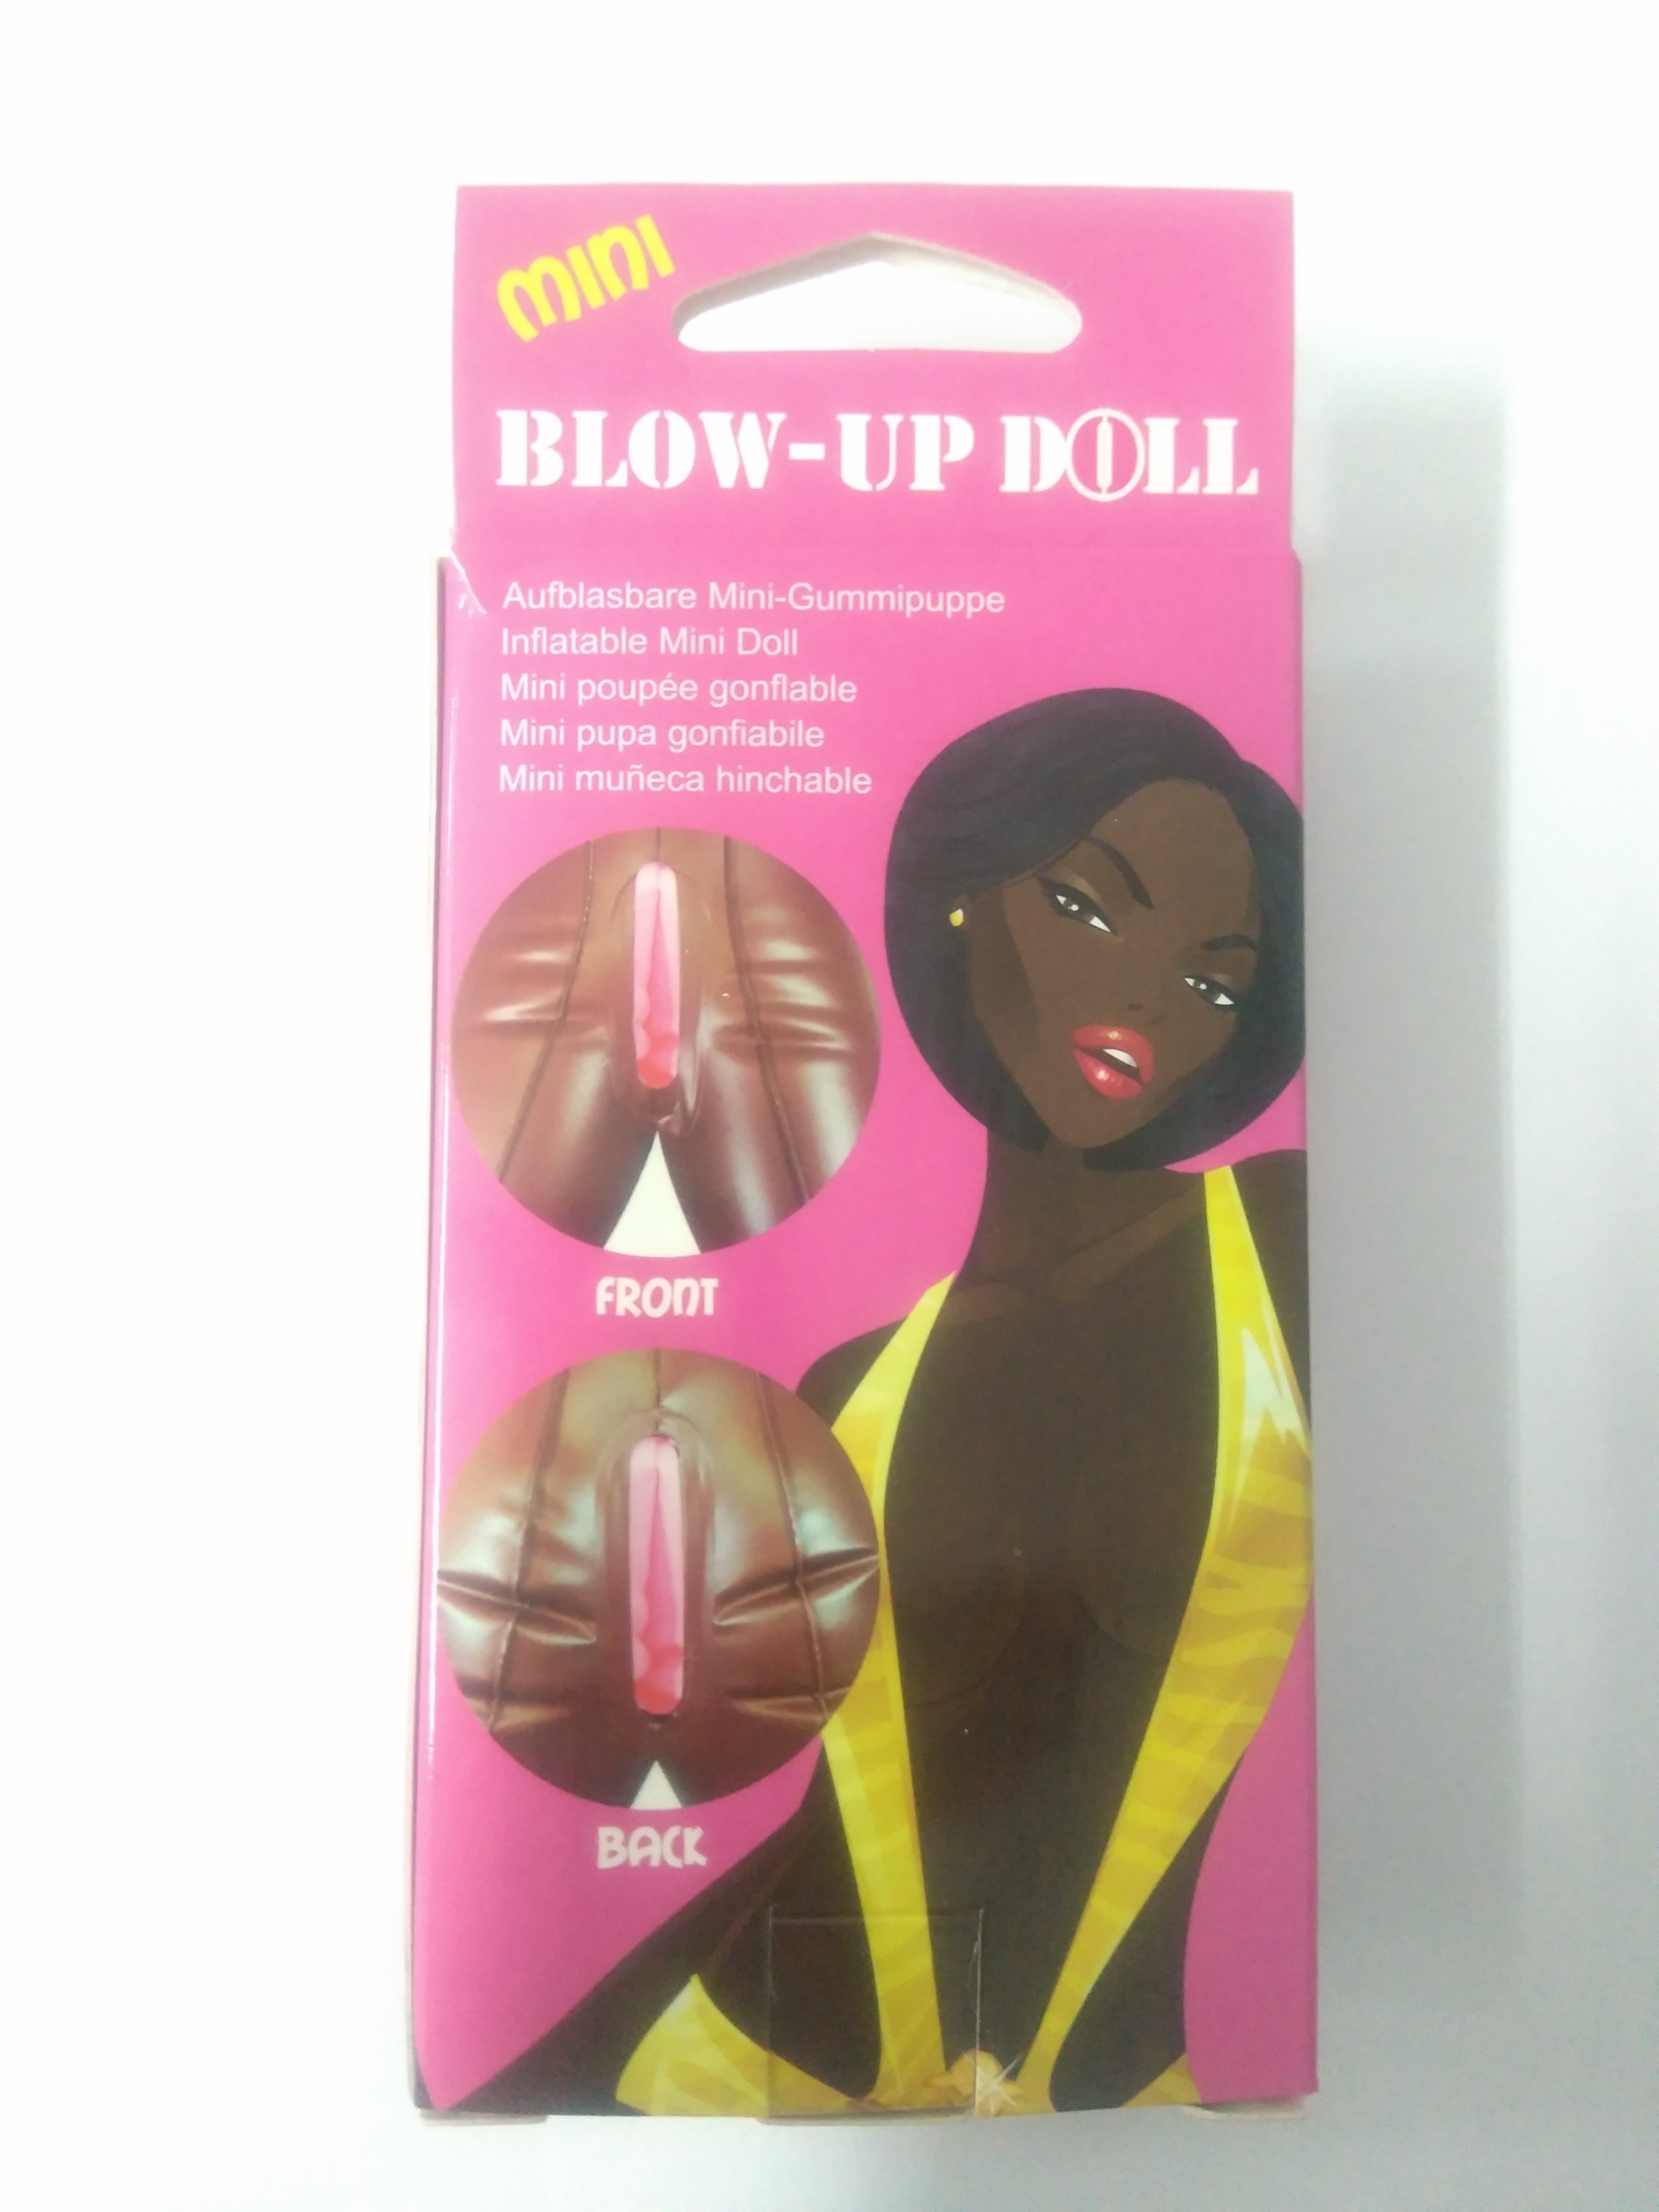 mini
BLOW-UP DOLL
Aufblasbare Mini-Gummipuppe
Inflatable Mini Doll
Mini poupée gonflable
Mini pupa gonfiabile
Mini muñeca hinchable
FRONT
BACK